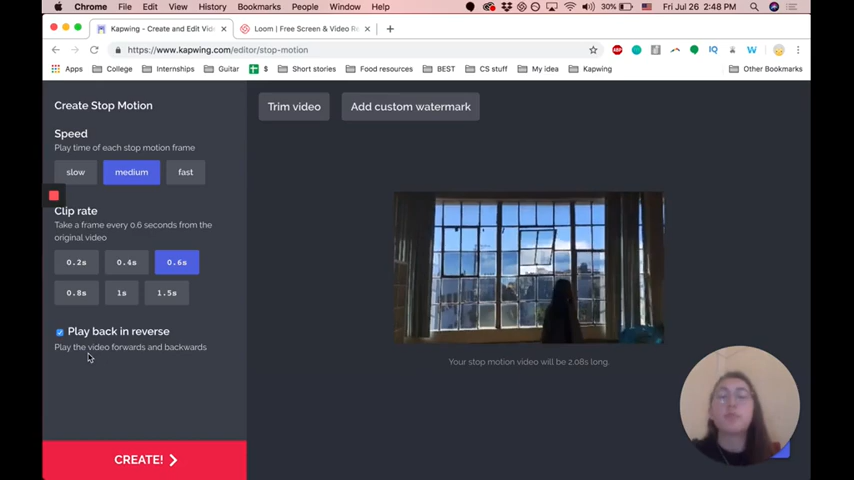 Chrome File Edit View History Bookmarks People Window Help 30% Fri Jul 26 2:48 PM
Kapwing - Create and Edit Vid Loom | Free Screen & Video Re
https://www.kapwing.com/editor/stop-motion
Apps College Internships Guitar $ Short stories Food resources BEST CS stuff My idea Kapwing Other Bookmarks
Create Stop Motion
Trim video Add custom watermark
Speed
Play time of each stop motion frame
slow medium fast
Clip rate
Take a frame every 0.6 seconds from the
original video
0.2s 0.4s 0.6s
0.8s 1s 1.5s
Play back in reverse
Play the video forwards and backwards
Your stop motion video will be 2.08s long.
CREATE!